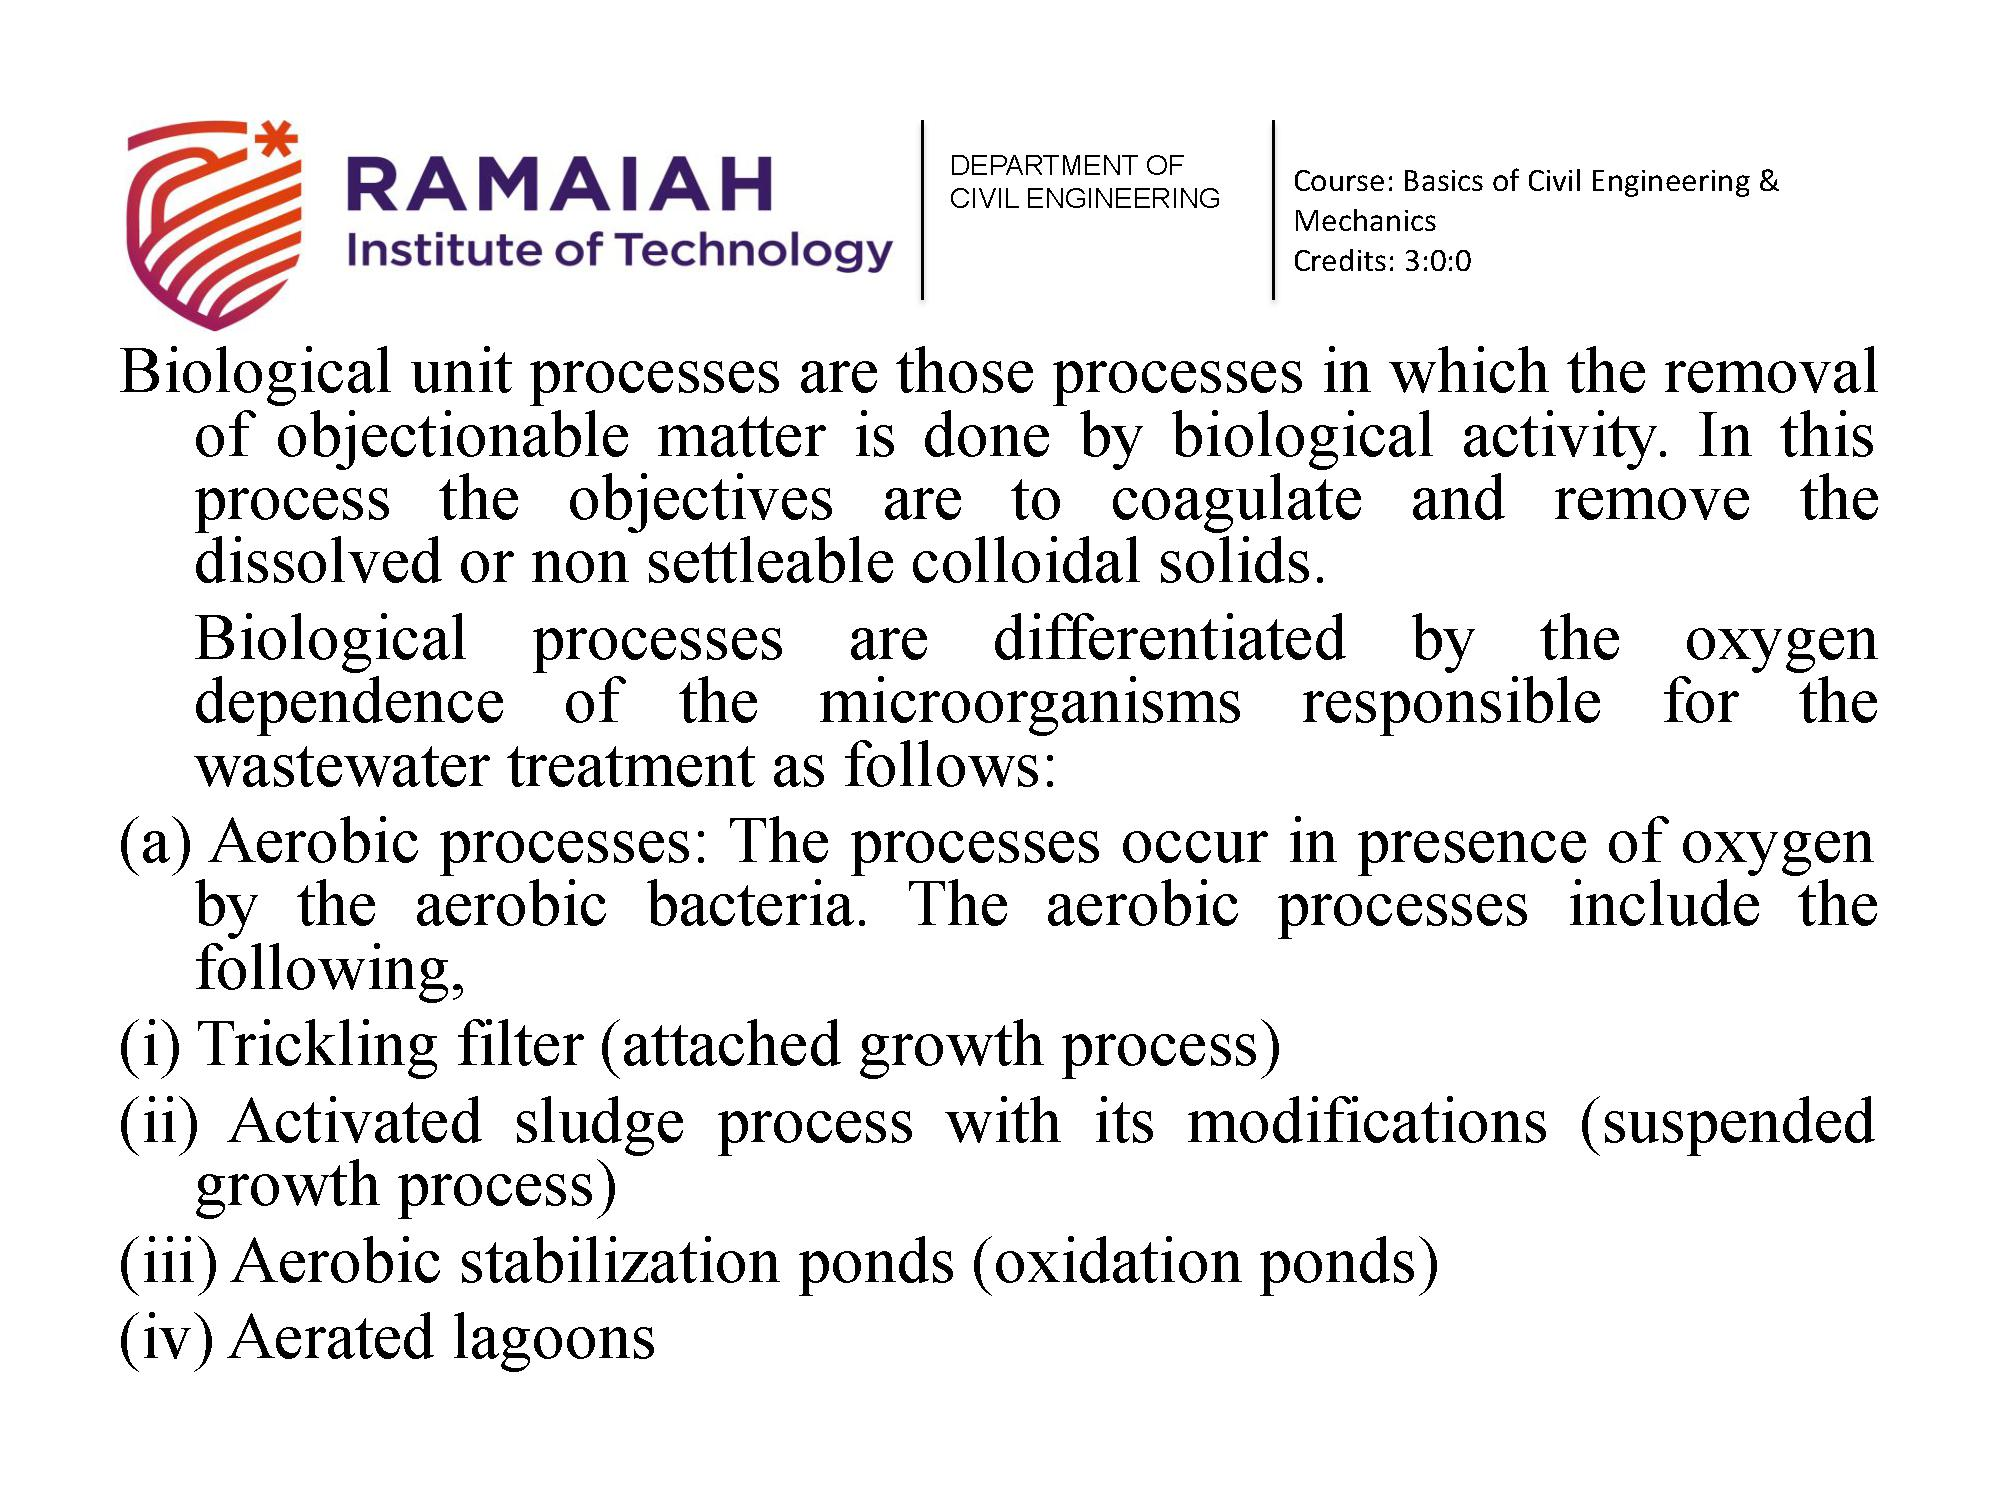 RAMAIAH
Institute of Technology
DEPARTMENT OF
CIVIL ENGINEERING
Course: Basics of Civil Engineering &
Mechanics
Credits: 3:0:0
Biological unit processes are those processes in which the removal
of objectionable matter is done by biological activity. In this
process the objectives are to coagulate and remove the
dissolved or non settleable colloidal solids.
Biological processes are differentiated by the oxygen
dependence of the microorganisms responsible for the
wastewater treatment as follows:
(a) Aerobic processes: The processes occur in presence of oxygen
by the aerobic bacteria. The aerobic processes include the
following,
(i) Trickling filter (attached growth process)
(ii) Activated sludge process with its modifications (suspended
growth process)
(iii) Aerobic stabilization ponds (oxidation ponds)
(iv) Aerated lagoons